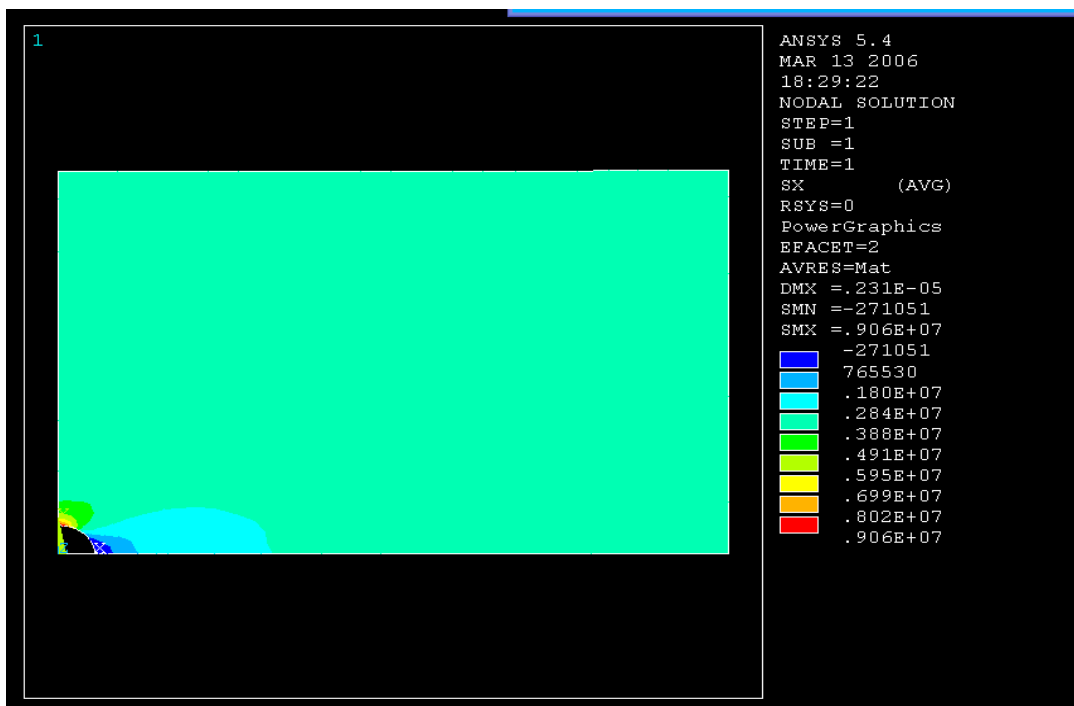 1
ANSYS 5.4
MAR 13 2006
18:29:22
NODAL SOLUTION
STEP=1
SUB =1
TIME=1
SX (AVG)
RSYS=0
PowerGraphics
EFACET=2
AVRES=Mat
DMX =.231E-05
SMN =-271051
SMX =.906E+07
-271051
765530
.180E+07
.284E+07
.388E+07
.491E+07
.595E+07
.699E+07
.802E+07
.906E+07